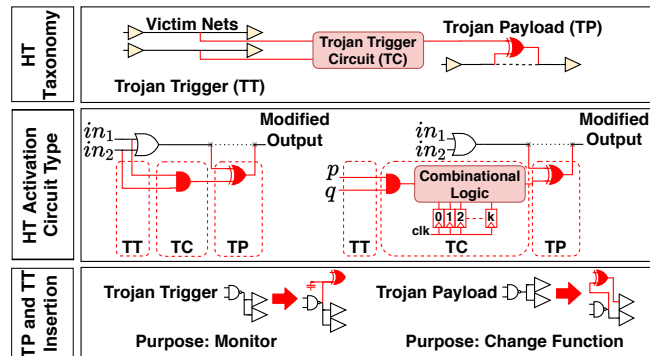 HT
Taxonomy
Victim Nets
Trojan Trigger (TT)
Trojan Trigger
Circuit (TC)
Trojan Payload (TP)
HT Activation
Circuit Type
in1
in2
Modified
Output
TT
TC
TP
in1
in2
Modified
Output
p
q
Combinational
Logic
0 1 2 k
clk
TT
TC
TP
TP and TT
Insertion
Trojan Trigger
Purpose: Monitor
Trojan Payload
Purpose: Change Function